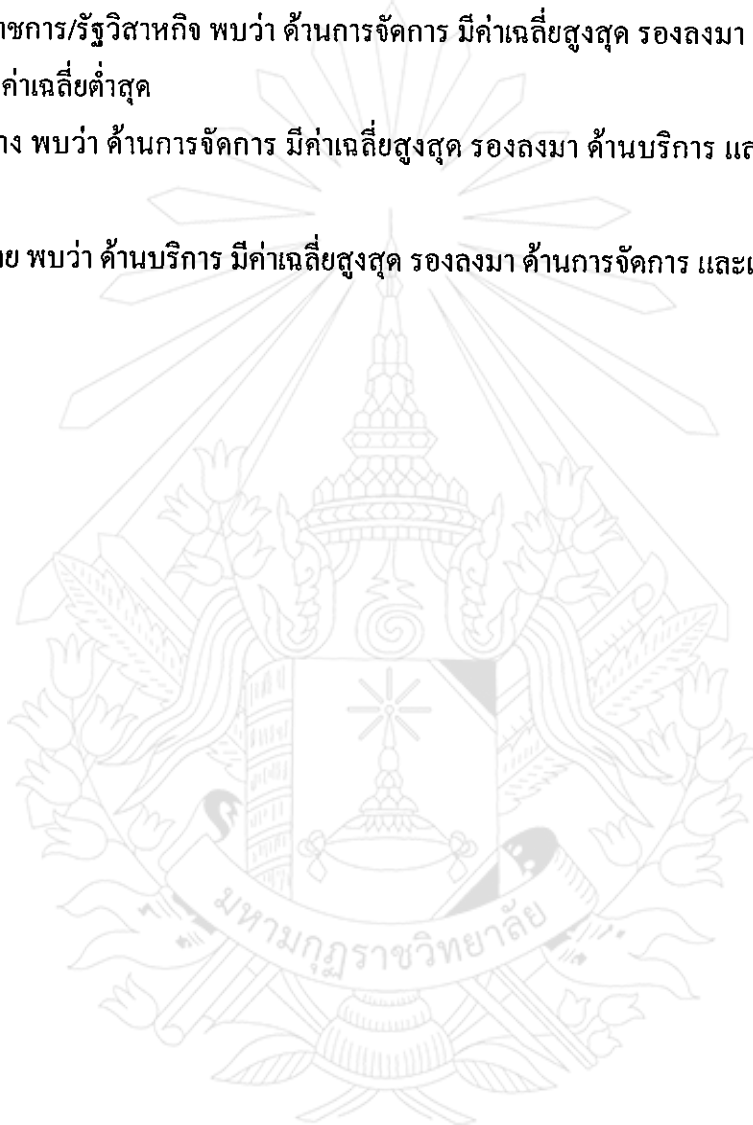 าชการ/รัฐวิสาหกิจ พบว่า ด้านการจัดการ มีค่าเฉลี่ยสูงสุด รองลงมา
ค่าเฉลี่ยต่ำสุด
าง พบว่า ด้านการจัดการ มีค่าเฉลี่ยสูงสุด รองลงมา ด้านบริการ แล
าย พบว่า ด้านบริการ มีค่าเฉลี่ยสูงสุด รองลงมา ด้านการจัดการ และเ
มหามกุฏราชวิทยาลัย